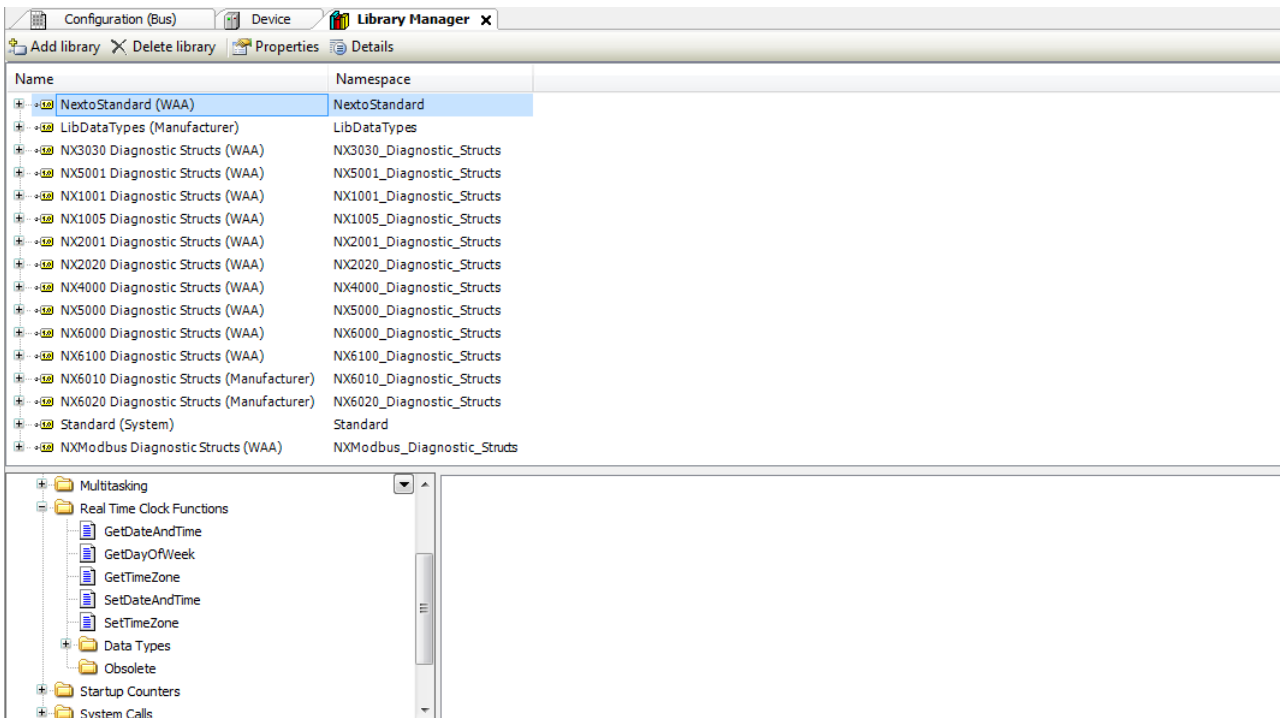 Configuration (Bus) Device Library Manager X
Add library Delete library Properties Details
Name Namespace
NextoStandard (WAA) NextoStandard
LibDataTypes (Manufacturer) LibDataTypes
NX3030 Diagnostic Structs (WAA) NX3030_Diagnostic_Structs
NX5001 Diagnostic Structs (WAA) NX5001_Diagnostic_Structs
NX1001 Diagnostic Structs (WAA) NX1001_Diagnostic_Structs
NX1005 Diagnostic Structs (WAA) NX1005_Diagnostic_Structs
NX2001 Diagnostic Structs (WAA) NX2001_Diagnostic_Structs
NX2020 Diagnostic Structs (WAA) NX2020_Diagnostic_Structs
NX4000 Diagnostic Structs (WAA) NX4000_Diagnostic_Structs
NX5000 Diagnostic Structs (WAA) NX5000_Diagnostic_Structs
NX6000 Diagnostic Structs (WAA) NX6000_Diagnostic_Structs
NX6100 Diagnostic Structs (WAA) NX6100_Diagnostic_Structs
NX6010 Diagnostic Structs (Manufacturer) NX6010_Diagnostic_Structs
NX6020 Diagnostic Structs (Manufacturer) NX6020_Diagnostic_Structs
Standard (System) Standard
NXModbus Diagnostic Structs (WAA) NXModbus_Diagnostic_Structs
Multitasking
Real Time Clock Functions
GetDateAndTime
GetDayOfWeek
GetTimeZone
SetDateAndTime
SetTimeZone
Data Types
Obsolete
Startup Counters
System Calls